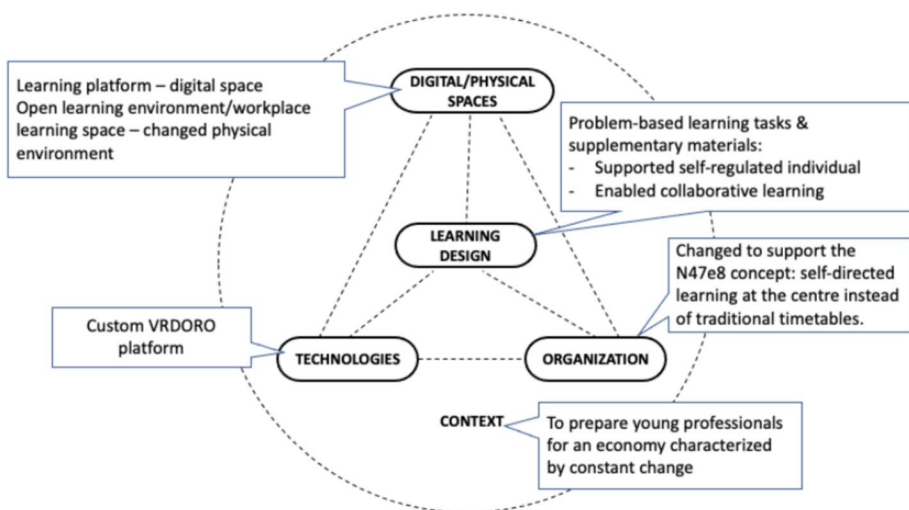 Learning platform – digital space
Open learning environment/workplace
learning space – changed physical
environment
DIGITAL/PHYSICAL
SPACES
Problem-based learning tasks &
supplementary materials:
- Supported self-regulated individual
- Enabled collaborative learning
LEARNING
DESIGN
Changed to support the
N47e8 concept: self-directed
learning at the centre instead
of traditional timetables.
Custom VRDORO
platform
TECHNOLOGIES
ORGANIZATION
CONTEXT
To prepare young professionals
for an economy characterized
by constant change